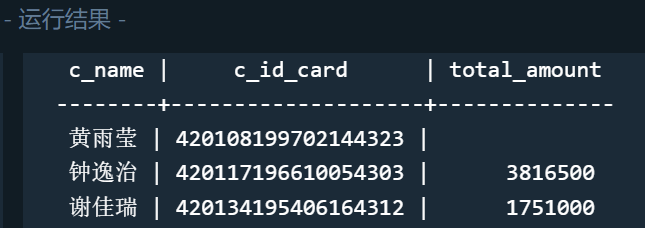 - 运行结果 -
c_name | c_id_card | total_amount
--------+--------------------+--------------
黄雨莹 | 420108199702144323 |
钟逸治 | 420117196610054303 | 3816500
谢佳瑞 | 420134195406164312 | 1751000